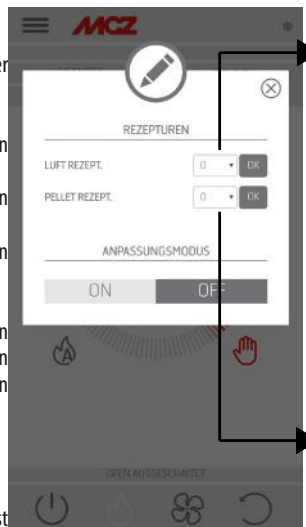 MCZ
REZEPTUREN
LUFT REZEPT. 0 OK
PELLET REZEPT. 0 OK
ANPASSUNGSMODUS
ON OFF
A
OFEN AUSGESCHALTET